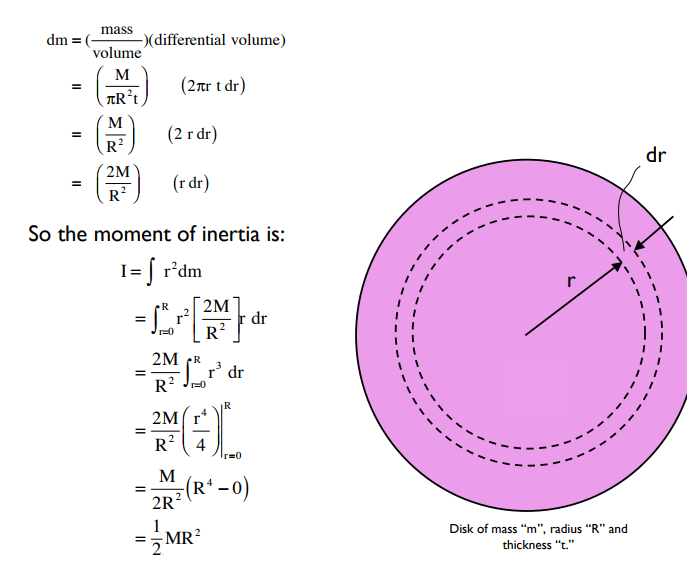 dm = (mass/volume)(differential volume)
= (M/πR²t) (2πr t dr)
= (M/R²) (2 r dr)
= (2M/R²) (r dr)
So the moment of inertia is:
I = ∫ r²dm
= ∫_{r=0}^{R} r² [2M/R²] r dr
= 2M/R² ∫_{r=0}^{R} r³ dr
= 2M/R² (r⁴/4)|_{r=0}^{R}
= M/2R² (R⁴ – 0)
= 1/2 MR²
dr
r
Disk of mass “m”, radius “R” and
thickness “t.”